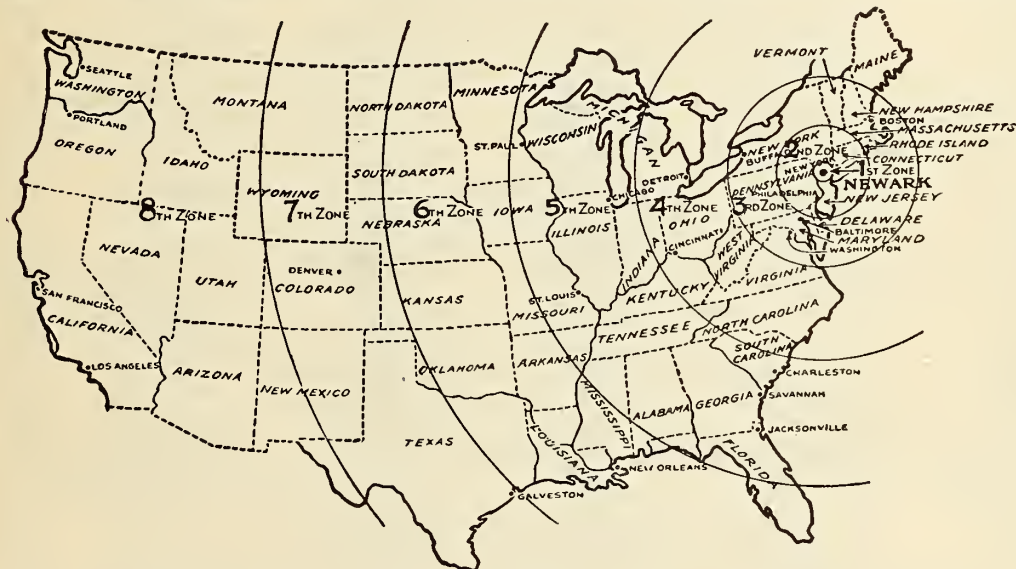 VERMONT
MAINE
SEATTLE
WASHINGTON
MONTANA
NORTH DAKOTA
MINNESOTA
MICHIGAN
NEW HAMPSHIRE
BOSTON
MASSACHUSETTS
RHODE ISLAND
CONNECTICUT
PORTLAND
OREGON
IDAHO
ST. PAUL
WISCONSIN
NEW YORK
BUFFALO
2ND ZONE
NEW YORK
1ST ZONE
NEWARK
NEW JERSEY
WYOMING
SOUTH DAKOTA
DETROIT
CHICAGO
PENNSYLVANIA
PHILADELPHIA
8TH ZONE
7TH ZONE
NEBRASKA
6TH ZONE
IOWA
5TH ZONE
ILLINOIS
4TH ZONE
OHIO
3RD ZONE
DELAWARE
BALTIMORE
MARYLAND
WASHINGTON
NEVADA
UTAH
DENVER
COLORADO
KANSAS
INDIANA
CINCINNATI
WEST
VIRGINIA
VIRGINIA
SAN FRANCISCO
CALIFORNIA
ST. LOUIS
MISSOURI
KENTUCKY
TENNESSEE
NORTH CAROLINA
LOS ANGELES
ARIZONA
NEW MEXICO
OKLAHOMA
ARKANSAS
SOUTH
CAROLINA
CHARLESTON
MISSISSIPPI
ALABAMA
GEORGIA
SAVANNAH
TEXAS
LOUISIANA
JACKSONVILLE
FLORIDA
NEW ORLEANS
GALVESTON